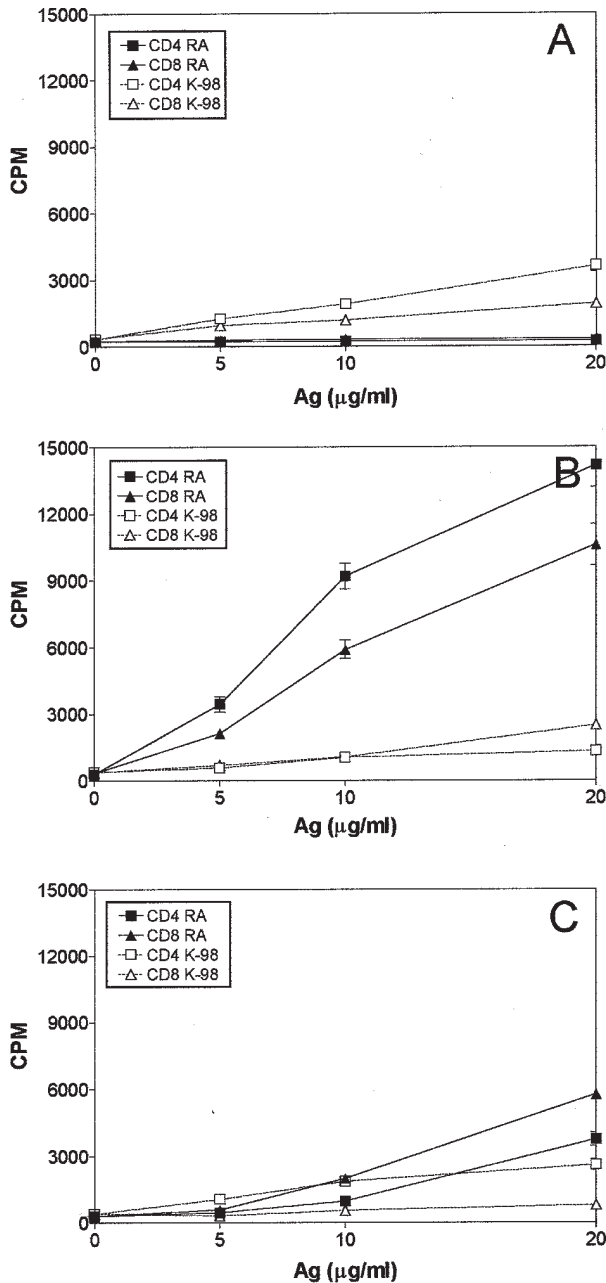 15000
12000
9000
6000
3000
0
CPM
CD4 RA
CD8 RA
CD4 K-98
CD8 K-98
A
0 5 10 20
Ag (μg/ml)
15000
12000
9000
6000
3000
0
CPM
CD4 RA
CD8 RA
CD4 K-98
CD8 K-98
B
0 5 10 20
Ag (μg/ml)
15000
12000
9000
6000
3000
0
CPM
CD4 RA
CD8 RA
CD4 K-98
CD8 K-98
C
0 5 10 20
Ag (μg/ml)